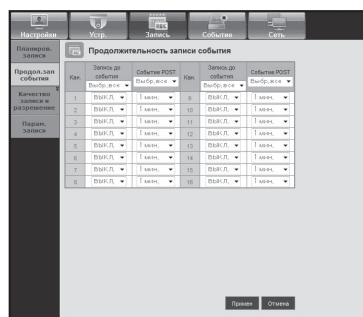 Настройки Устр. Запись Событие Сеть
Планиров. записи
Продол.зап события
Качество записи и разрешение
Парам. записи
Продолжительность записи события
Кан. Запись до события Событие POST Кан. Запись до события Событие POST
Выбр,все Выбр,все Выбр,все Выбр,все
1 ВЫКЛ, 1 мин, 9 ВЫКЛ, 1 мин,
2 ВЫКЛ, 1 мин, 10 ВЫКЛ, 1 мин,
3 ВЫКЛ, 1 мин, 11 ВЫКЛ, 1 мин,
4 ВЫКЛ, 1 мин, 12 ВЫКЛ, 1 мин,
5 ВЫКЛ, 1 мин, 13 ВЫКЛ, 1 мин,
6 ВЫКЛ, 1 мин, 14 ВЫКЛ, 1 мин,
7 ВЫКЛ, 1 мин, 15 ВЫКЛ, 1 мин,
8 ВЫКЛ, 1 мин, 16 ВЫКЛ, 1 мин,
Примен Отмена